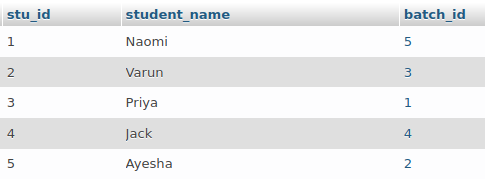 stu_id student_name batch_id
1 Naomi 5
2 Varun 3
3 Priya 1
4 Jack 4
5 Ayesha 2